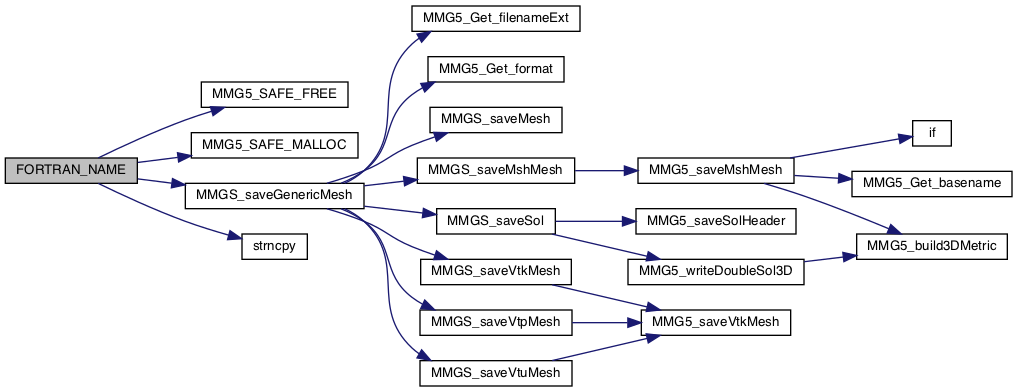 FORTRAN_NAME
MMG5_SAFE_FREE
MMG5_SAFE_MALLOC
MMGS_saveGenericMesh
strncpy
MMG5_Get_filenameExt
MMG5_Get_format
MMGS_saveMesh
MMGS_saveMshMesh
MMGS_saveSol
MMGS_saveVtkMesh
MMGS_saveVtpMesh
MMGS_saveVtuMesh
MMG5_saveMshMesh
MMG5_saveSolHeader
MMG5_writeDoubleSol3D
MMG5_saveVtkMesh
if
MMG5_Get_basename
MMG5_build3DMetric